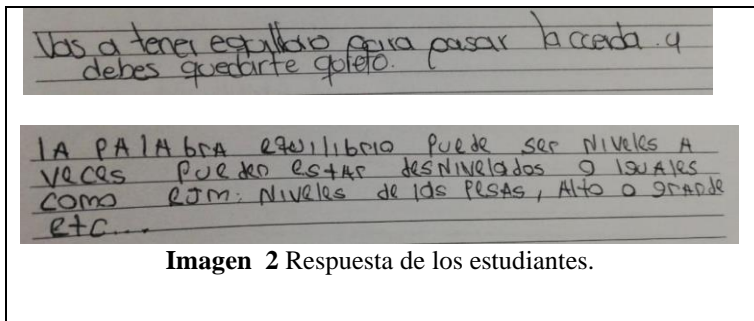 Vas a tener equilibrio para pasar la cuerda. y
debes quedarte quieto.
lA PAlAbrA equilibrio Puede ser Niveles A
veces Pueden estAr desNivelados o IguAles
como ejm: Niveles de las PesAs, Alto o grAnde
etc....
Imagen 2 Respuesta de los estudiantes.